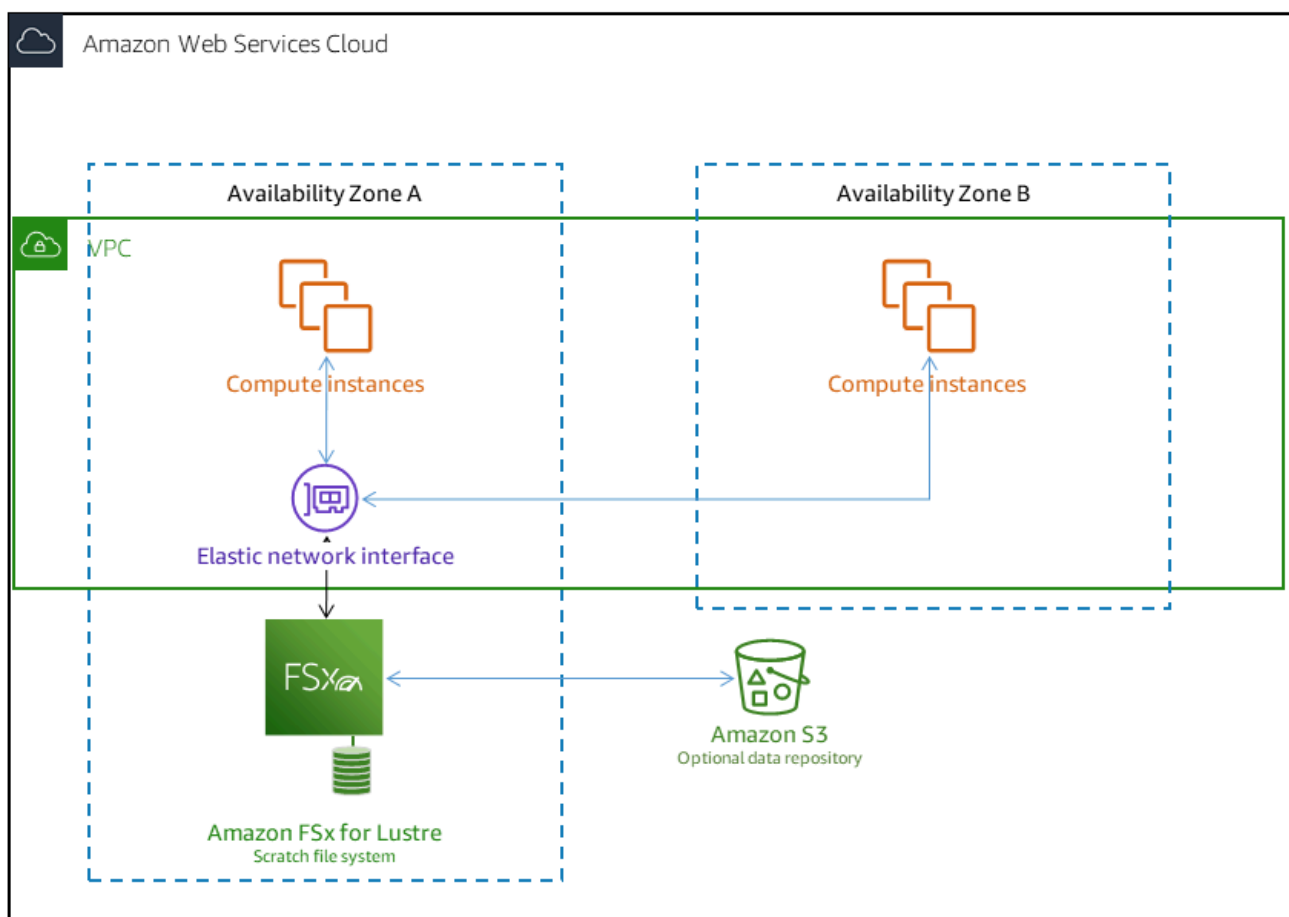 Amazon Web Services Cloud
Availability Zone A
Availability Zone B
VPC
Compute instances
Compute instances
Elastic network interface
FSx
Amazon S3
Optional data repository
Amazon FSx for Lustre
Scratch file system